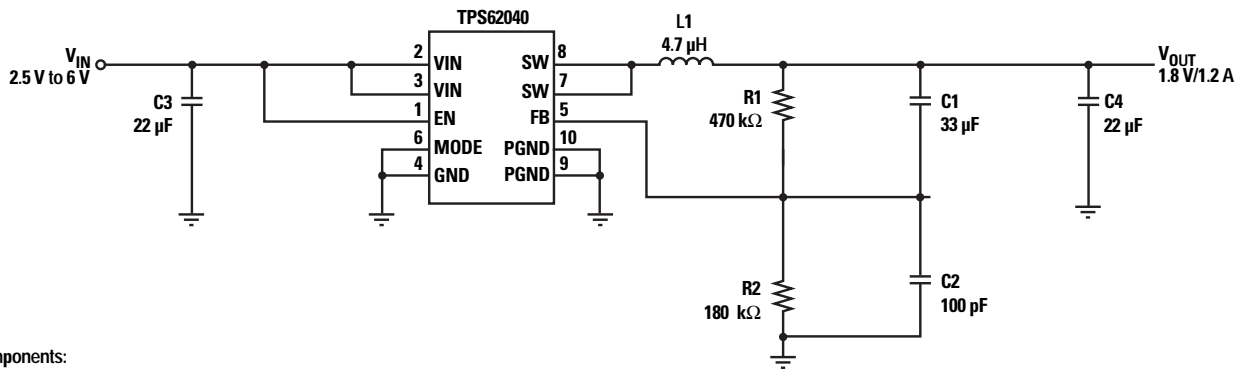 TPS62040
V_IN
2.5 V to 6 V
C3
22 µF
2 VIN
3 VIN
1 EN
6 MODE
4 GND
SW 8
SW 7
FB 5
PGND 10
PGND 9
L1
4.7 µH
R1
470 kΩ
C1
33 µF
C4
22 µF
V_OUT
1.8 V/1.2 A
R2
180 kΩ
C2
100 pF
mponents: